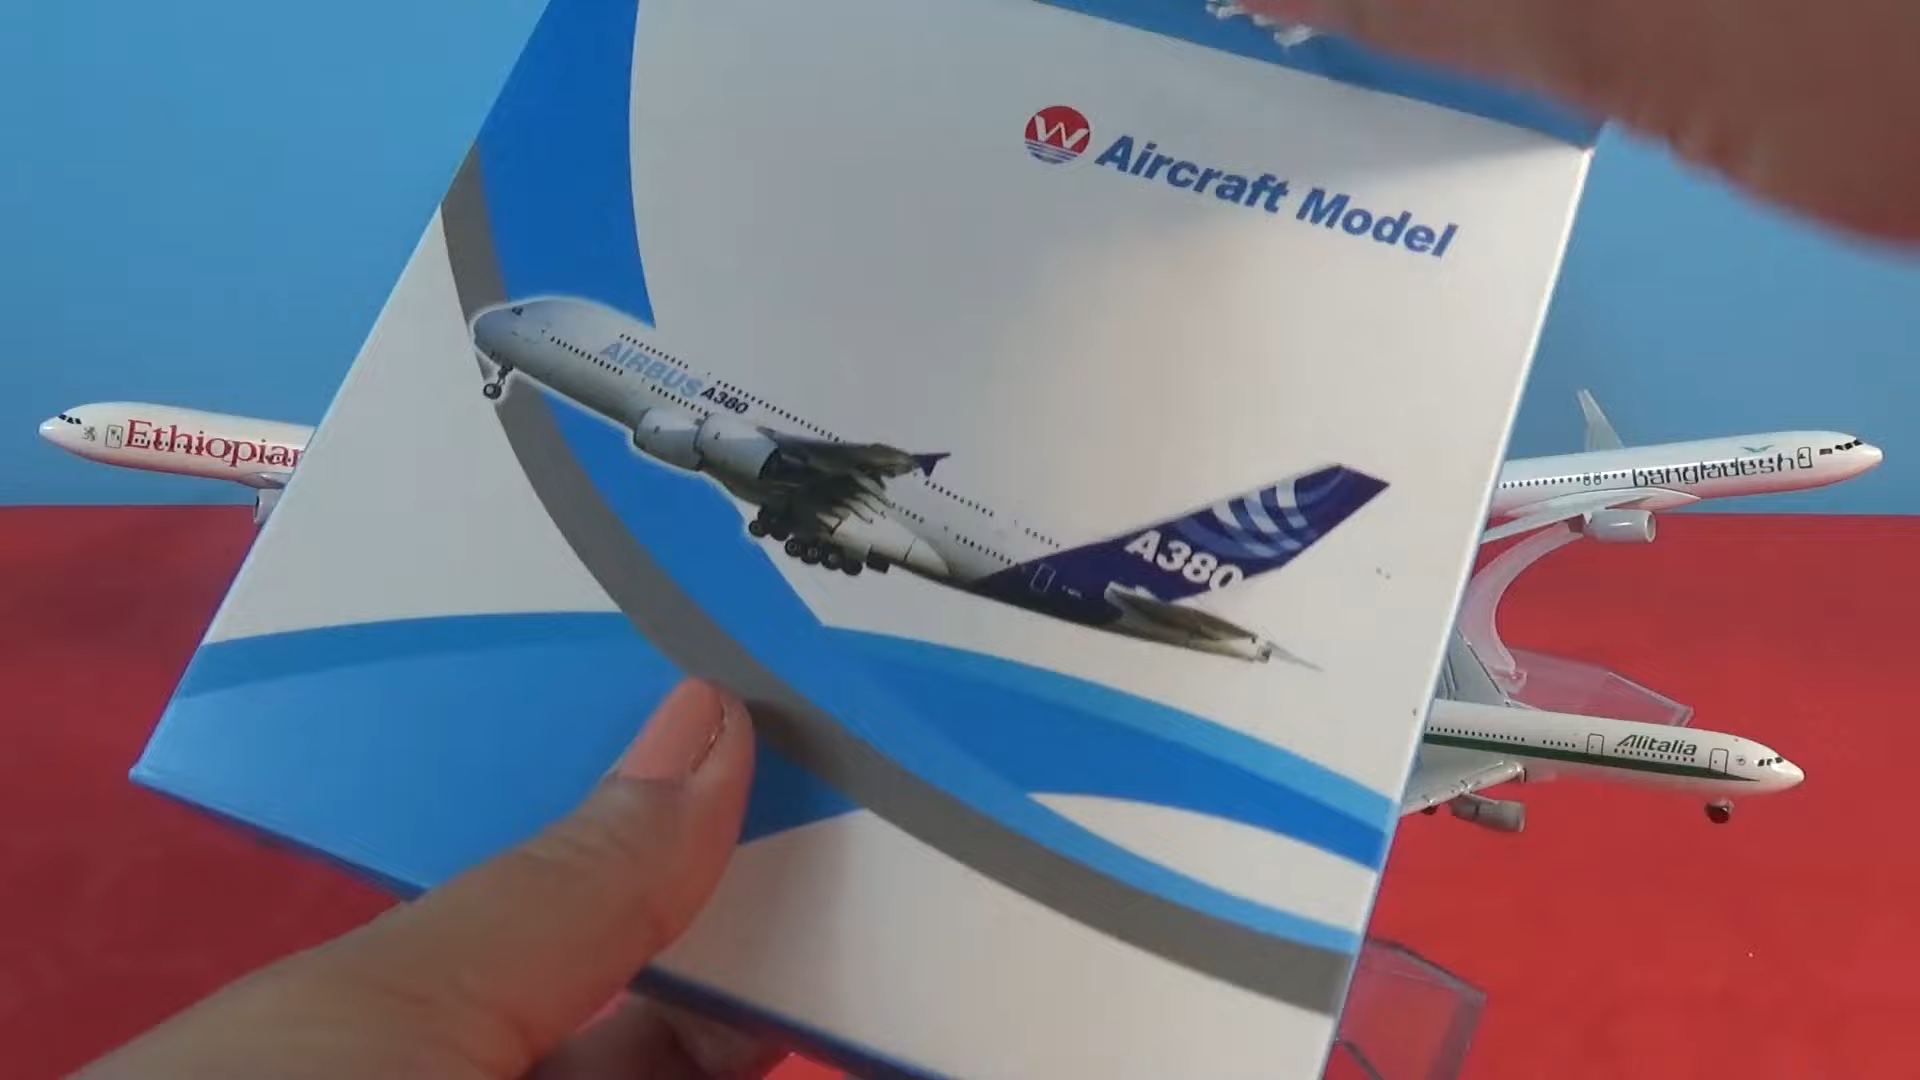 W Aircraft Model
AIRBUS A380
A380
Ethiopian
bangladesh
Alitalia